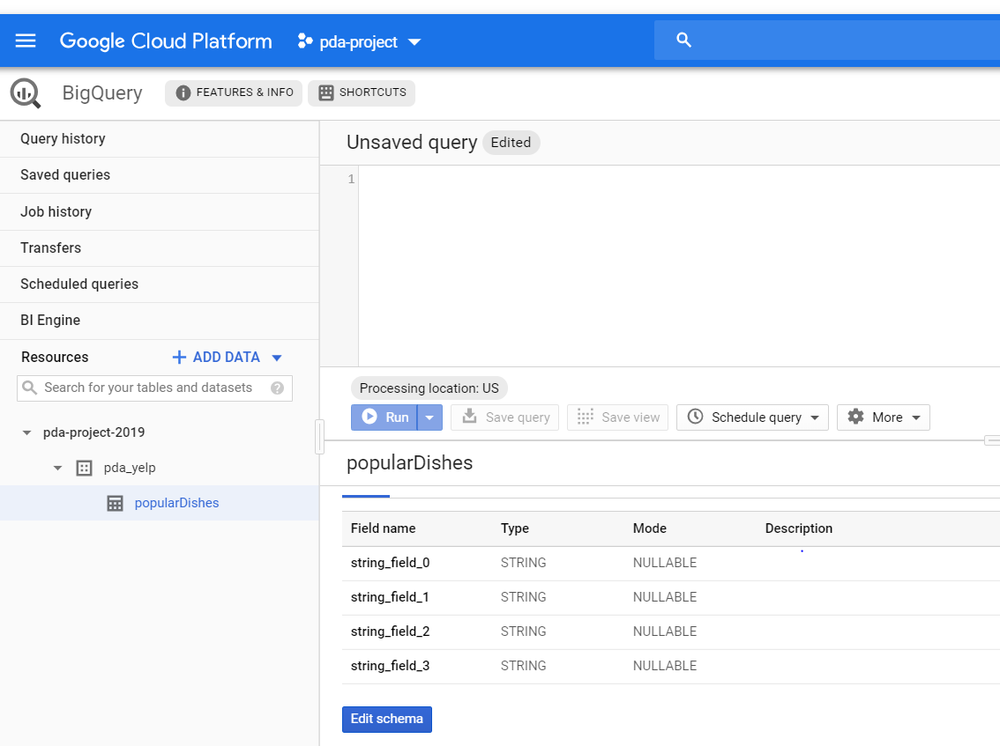 Google Cloud Platform pda-project
BigQuery FEATURES & INFO SHORTCUTS
Query history
Saved queries
Job history
Transfers
Scheduled queries
BI Engine
Resources ADD DATA
Search for your tables and datasets ?
pda-project-2019
pda_yelp
popularDishes
Unsaved query Edited
1
Processing location: US
Run Save query Save view Schedule query More
popularDishes
Field name Type Mode Description
string_field_0 STRING NULLABLE
string_field_1 STRING NULLABLE
string_field_2 STRING NULLABLE
string_field_3 STRING NULLABLE
Edit schema